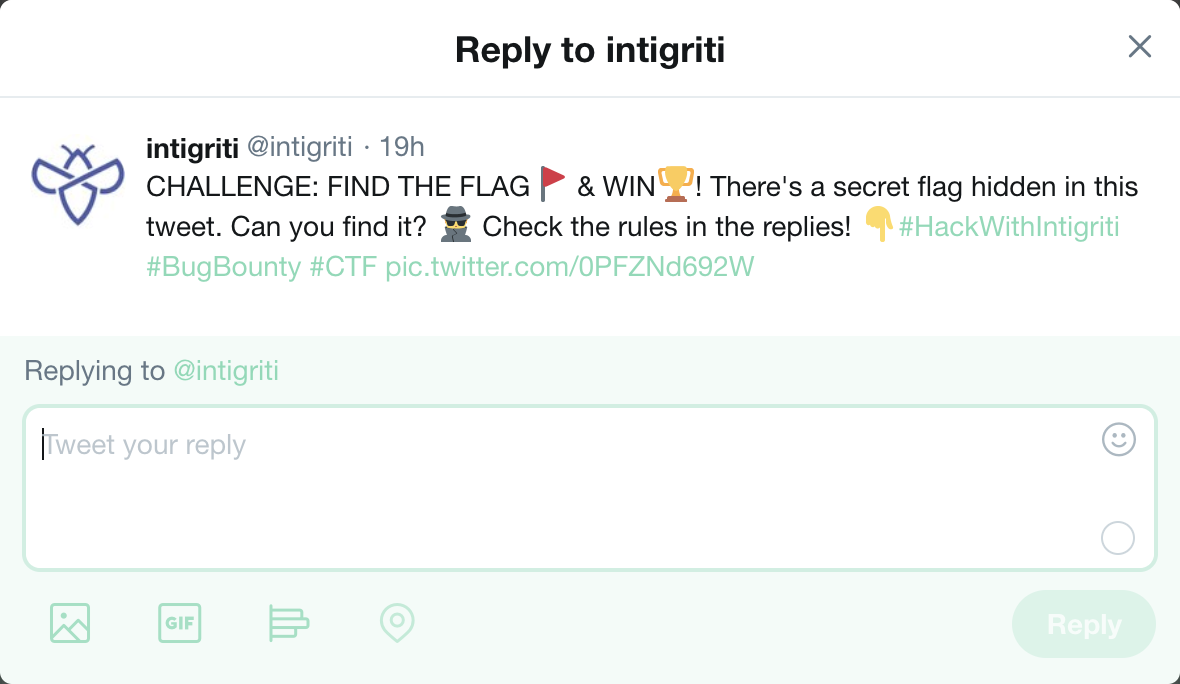 Reply to intigriti
intigriti @intigriti · 19h
CHALLENGE: FIND THE FLAG 🚩 & WIN🏆! There's a secret flag hidden in this
tweet. Can you find it? 🕵 Check the rules in the replies! 👇#HackWithIntigriti
#BugBounty #CTF pic.twitter.com/0PFZNd692W
Replying to @intigriti
Tweet your reply
GIF
Reply